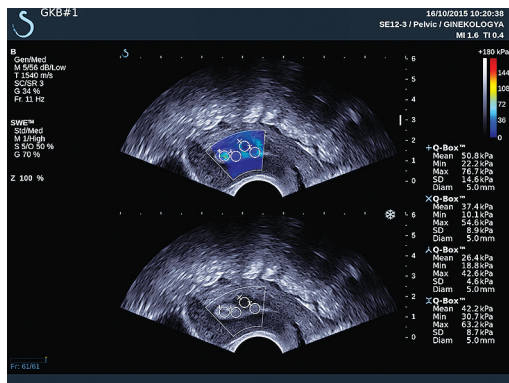 GKB#1
16/10/2015 10:20:38
SE12-3 / Pelvic / GINEKOLOGYA
MI 1.6 TI 0.4
B
Gen/Med
M 5/56 dB/Low
T 1540 m/s
SC/SR 3
G 34 %
Fr. 11 Hz
SWE™
Std/Med
M 1/High
S 5/O 50 %
G 70 %
Z 100 %
+180 kPa
144
108
72
36
0
6
5
4
3
2
1
0
+Q-Box™
Mean 50.8kPa
Min 22.2kPa
Max 76.7kPa
SD 14.6kPa
Diam 5.0mm
Q-Box™
Mean 37.4kPa
Min 10.1kPa
Max 54.6kPa
SD 8.9kPa
Diam 5.0mm
Q-Box™
Mean 26.4kPa
Min 18.8kPa
Max 42.6kPa
SD 4.6kPa
Diam 5.0mm
Q-Box™
Mean 42.2kPa
Min 30.7kPa
Max 63.2kPa
SD 8.7kPa
Diam 5.0mm
6
5
4
3
2
1
0
Fr: 61/61